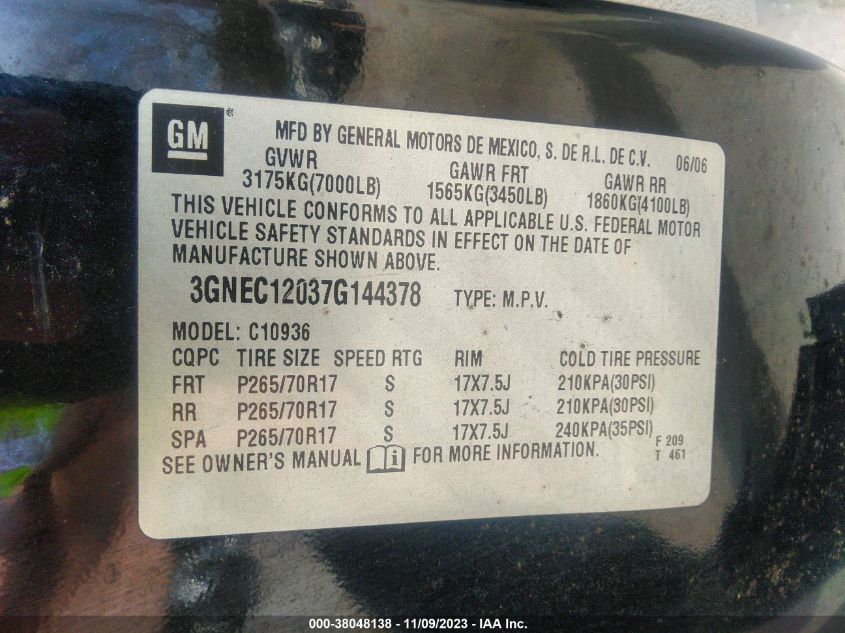 GM ® MFD BY GENERAL MOTORS DE MEXICO, S. DE R.L. DE C.V. 06/06
GVWR GAWR FRT GAWR RR
3175KG(7000LB) 1565KG(3450LB) 1860KG(4100LB)
THIS VEHICLE CONFORMS TO ALL APPLICABLE U.S. FEDERAL MOTOR
VEHICLE SAFETY STANDARDS IN EFFECT ON THE DATE OF
MANUFACTURE SHOWN ABOVE.
3GNEC12037G144378 TYPE: M.P.V.
MODEL: C10936
CQPC TIRE SIZE SPEED RTG RIM COLD TIRE PRESSURE
FRT P265/70R17 S 17X7.5J 210KPA(30PSI)
RR P265/70R17 S 17X7.5J 210KPA(30PSI)
SPA P265/70R17 S 17X7.5J 240KPA(35PSI)
SEE OWNER'S MANUAL i FOR MORE INFORMATION.
F 209
T 461
000-38048138 - 11/09/2023 - IAA Inc.